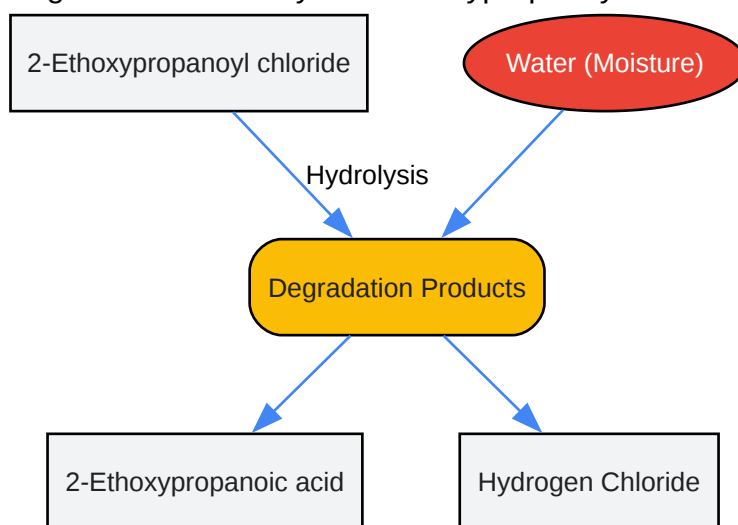 2-Ethoxypropanoyl chloride
Water (Moisture)
Hydrolysis
Degradation Products
2-Ethoxypropanoic acid
Hydrogen Chloride